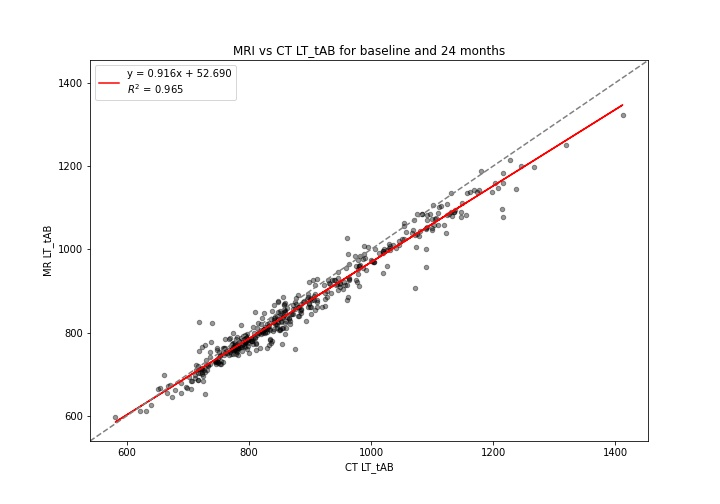 MRI vs CT LT_tAB for baseline and 24 months
y = 0.916x + 52.690
R² = 0.965
MR LT_tAB
1400
1200
1000
800
600
600 800 1000 1200 1400
CT LT_tAB